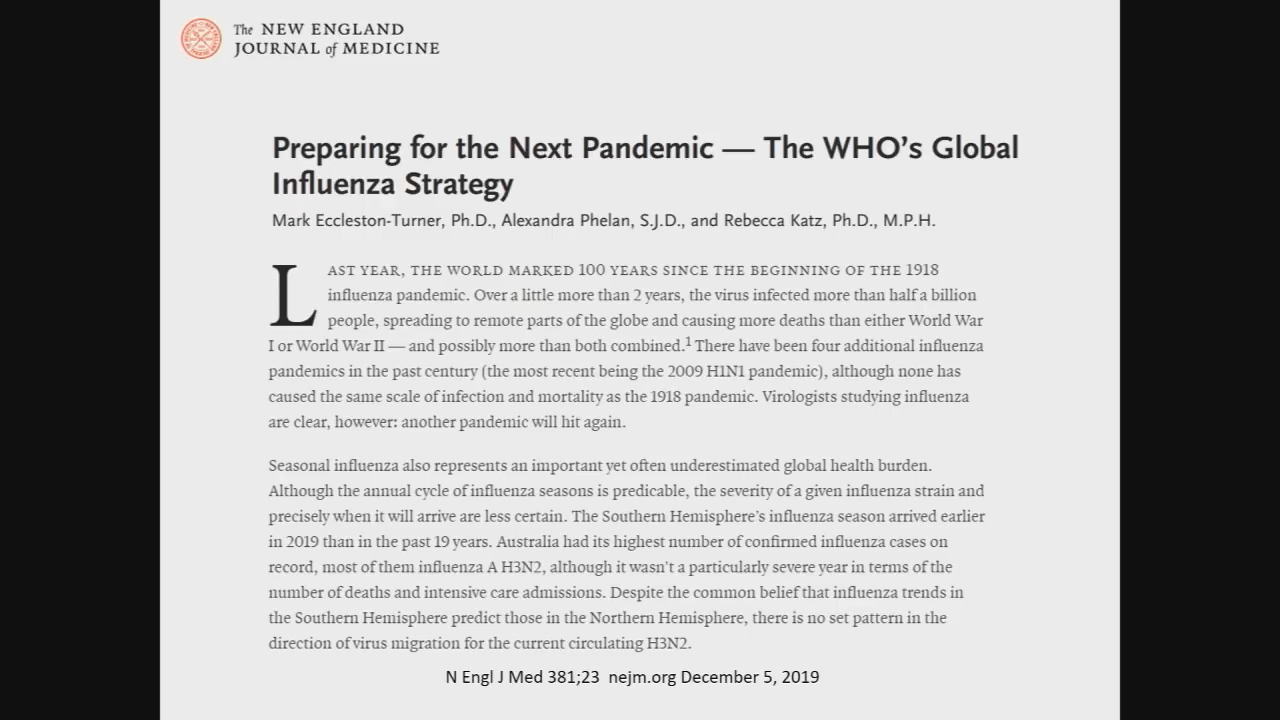 The NEW ENGLAND
JOURNAL of MEDICINE
Preparing for the Next Pandemic — The WHO's Global
Influenza Strategy
Mark Eccleston-Turner, Ph.D., Alexandra Phelan, S.J.D., and Rebecca Katz, Ph.D., M.P.H.
LAST YEAR, THE WORLD MARKED 100 YEARS SINCE THE BEGINNING OF THE 1918
influenza pandemic. Over a little more than 2 years, the virus infected more than half a billion
people, spreading to remote parts of the globe and causing more deaths than either World War
I or World War II — and possibly more than both combined.¹ There have been four additional influenza
pandemics in the past century (the most recent being the 2009 H1N1 pandemic), although none has
caused the same scale of infection and mortality as the 1918 pandemic. Virologists studying influenza
are clear, however: another pandemic will hit again.
Seasonal influenza also represents an important yet often underestimated global health burden.
Although the annual cycle of influenza seasons is predicable, the severity of a given influenza strain and
precisely when it will arrive are less certain. The Southern Hemisphere's influenza season arrived earlier
in 2019 than in the past 19 years. Australia had its highest number of confirmed influenza cases on
record, most of them influenza A H3N2, although it wasn't a particularly severe year in terms of the
number of deaths and intensive care admissions. Despite the common belief that influenza trends in
the Southern Hemisphere predict those in the Northern Hemisphere, there is no set pattern in the
direction of virus migration for the current circulating H3N2.
N Engl J Med 381;23 nejm.org December 5, 2019